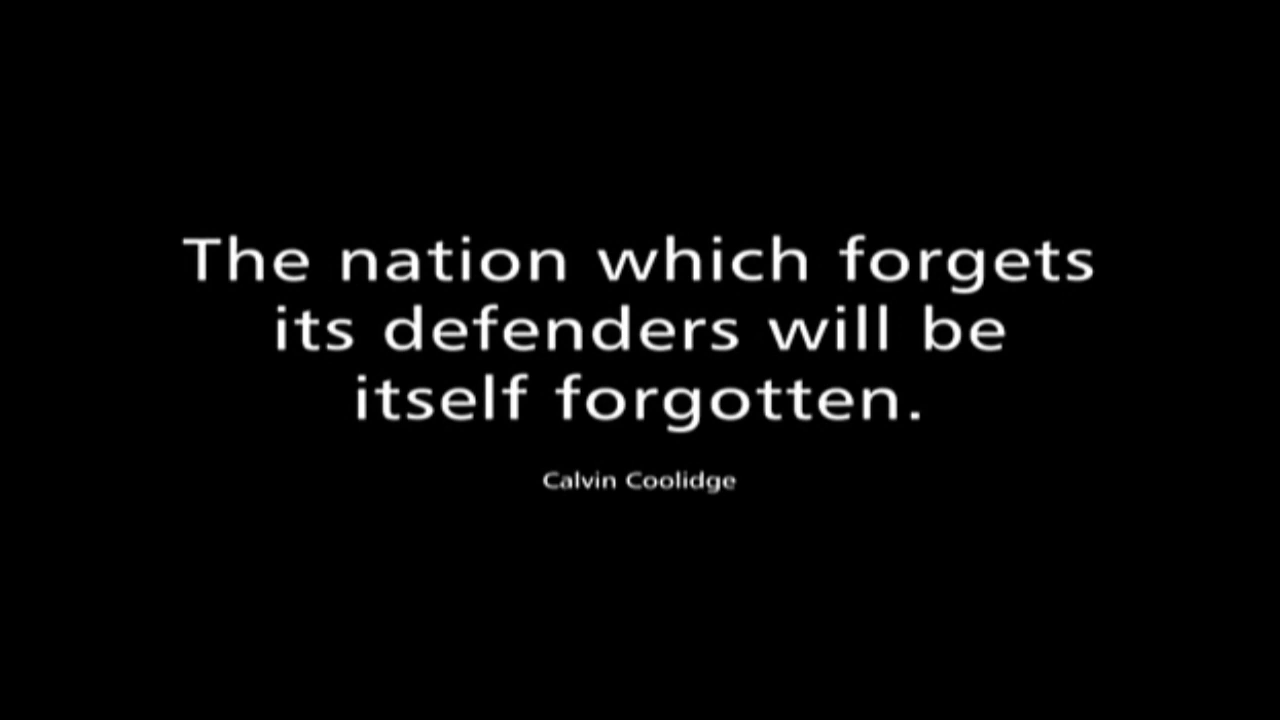 The nation which forgets
its defenders will be
itself forgotten.
Calvin Coolidge